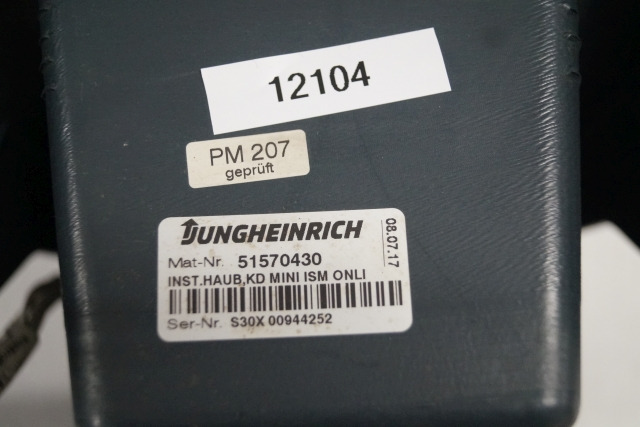 12104
PM 207
geprüft
JUNGHEINRICH
Mat-Nr. 51570430
INST.HAUB,KD MINI ISM ONLI
Ser-Nr. S30X 00944252
08.07.17